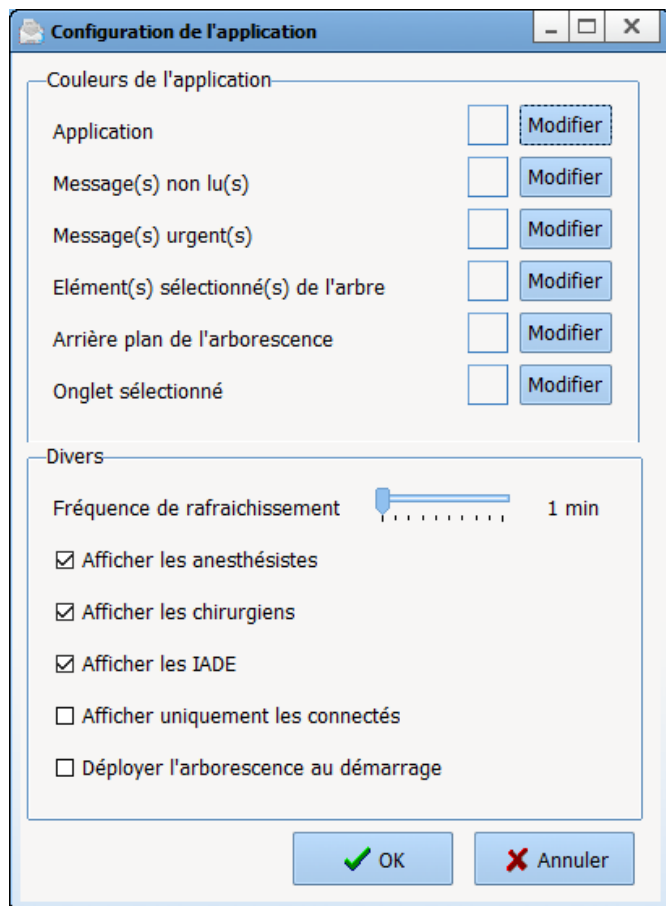 Configuration de l'application
Couleurs de l'application
Application Modifier
Message(s) non lu(s) Modifier
Message(s) urgent(s) Modifier
Elément(s) sélectionné(s) de l'arbre Modifier
Arrière plan de l'arborescence Modifier
Onglet sélectionné Modifier
Divers
Fréquence de rafraichissement 1 min
Afficher les anesthésistes
Afficher les chirurgiens
Afficher les IADE
Afficher uniquement les connectés
Déployer l'arborescence au démarrage
OK Annuler